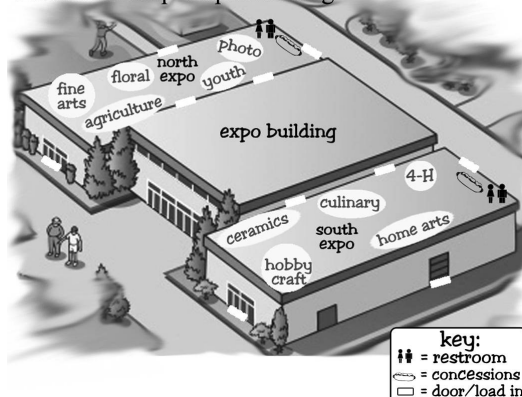 photo
north
expo
floral
youth
fine
arts
agriculture
expo building
4-H
culinary
ceramics
south
expo
home arts
hobby
craft
key:
= restroom
= concessions
= door/load in